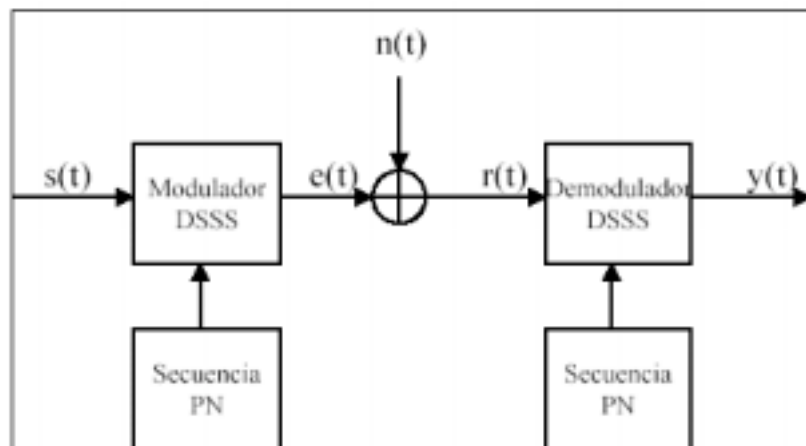 n(t)
s(t)
Modulador
DSSS
e(t)
r(t)
Demodulador
DSSS
y(t)
Secuencia
PN
Secuencia
PN